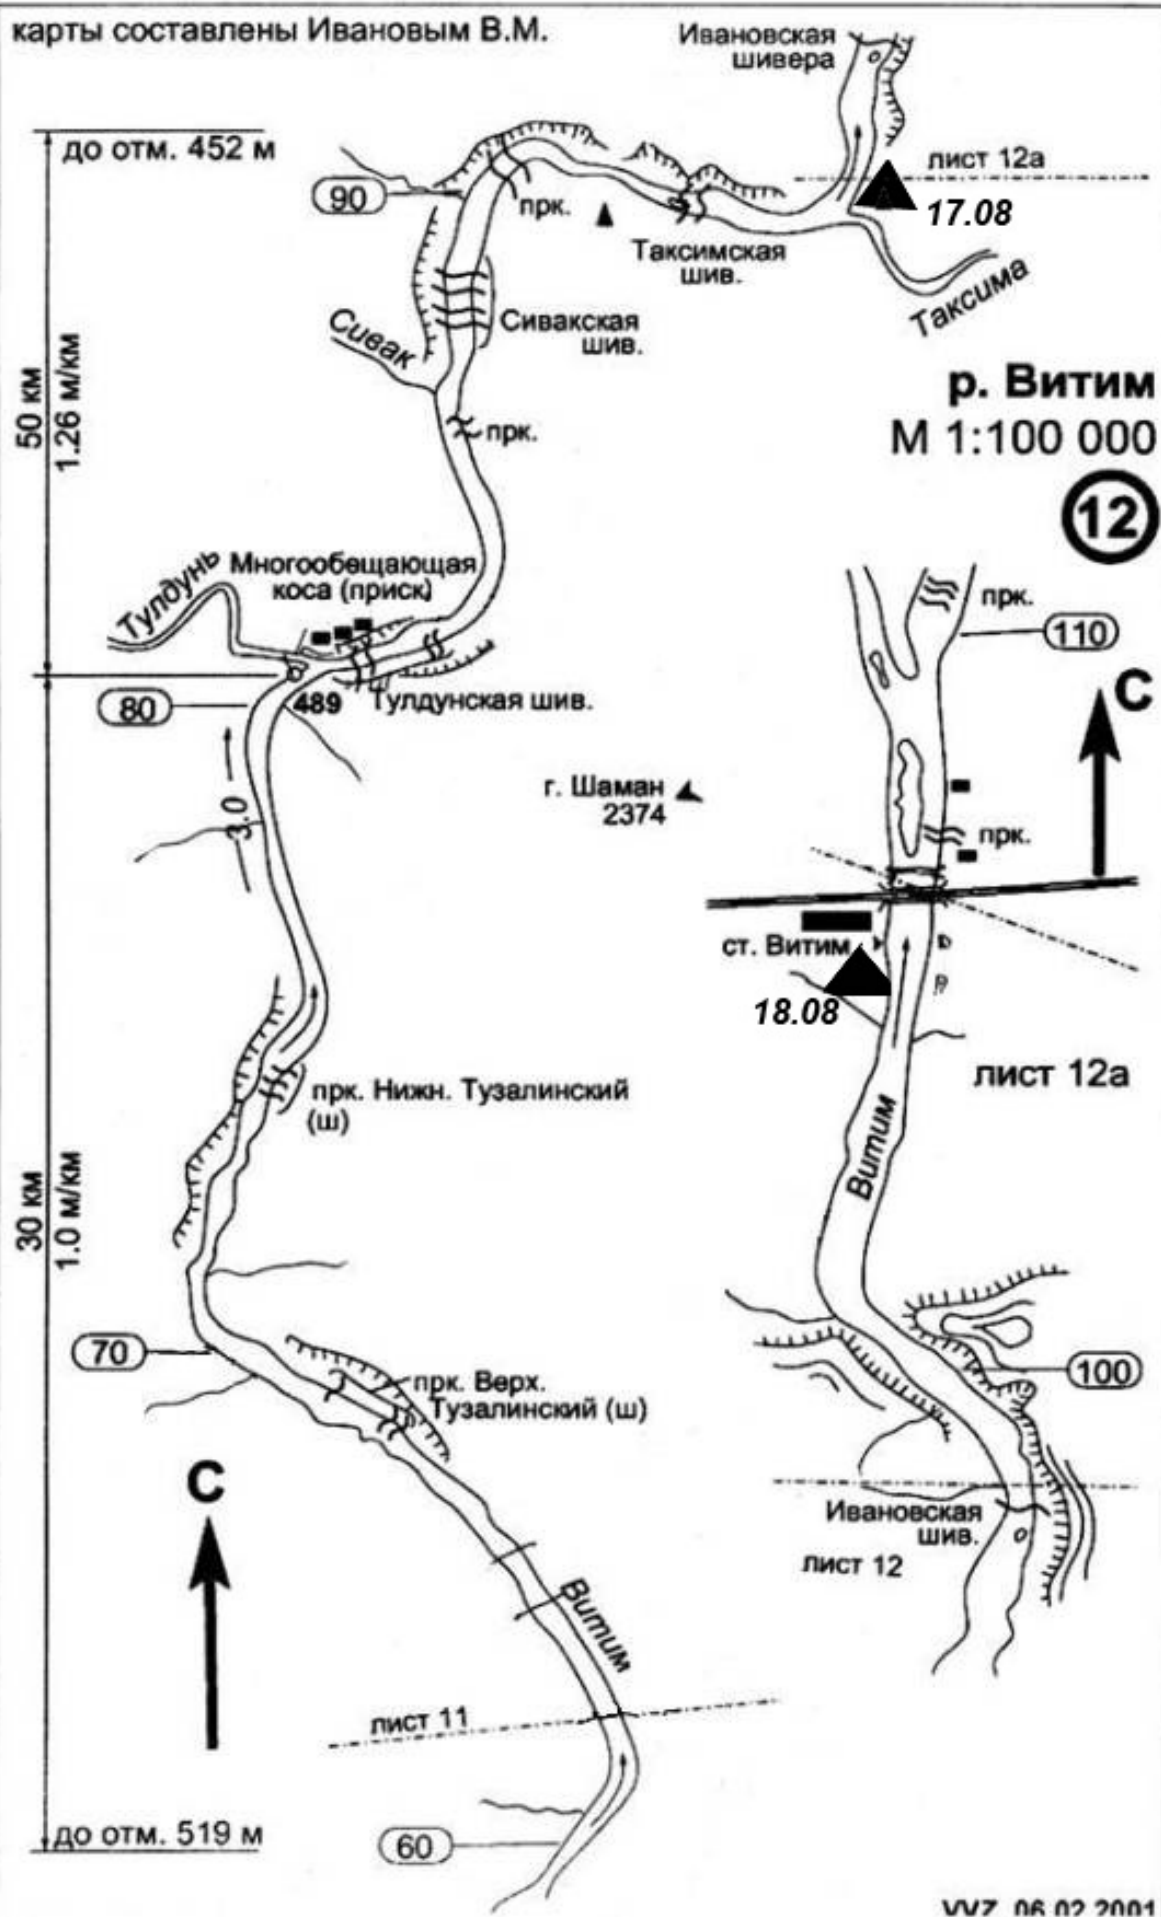 карты составлены Ивановым В.М.
Ивановская
шивера
до отм. 452 м
лист 12а
90
прк.
17.08
Таксимская
шив.
Таксима
Сивак
Сивакская
шив.
р. Витим
М 1:100 000
12
50 км
1.26 м/км
прк.
Тулдунь
Многообещающая
коса (приск)
прк.
110
80
489
Тулдунская шив.
С
г. Шаман
2374
3.0
прк.
ст. Витим
18.08
прк. Нижн. Тузалинский
(ш)
лист 12а
Витим
30 км
1.0 м/км
70
прк. Верх.
Тузалинский (ш)
100
С
Ивановская
шив.
лист 12
Витим
лист 11
до отм. 519 м
60
VVZ 06.02.2001